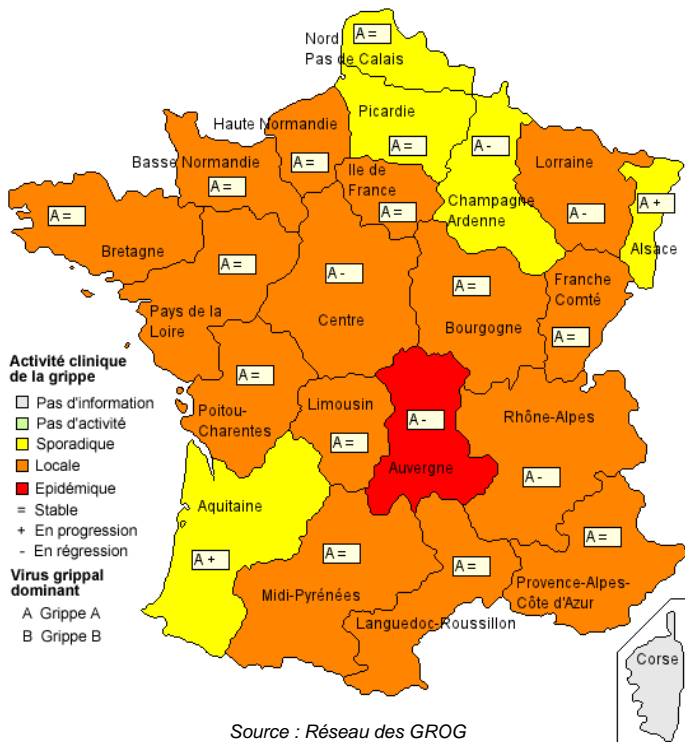 A =
Nord
Pas de Calais
Picardie
A =
A -
Haute Normandie
A =
Basse Normandie
A =
Ile de
France
A =
Lorraine
A -
A +
Alsace
Champagne
Ardenne
A =
Bretagne
A =
Pays de la
Loire
A -
Centre
A =
Bourgogne
Franche
Comté
A =
Activité clinique
de la grippe
Pas d'information
Pas d'activité
Sporadique
Locale
Epidémique
= Stable
+ En progression
- En régression
Virus grippal
dominant
A Grippe A
B Grippe B
A =
Poitou-
Charentes
Limousin
A =
A -
Auvergne
Rhône-Alpes
A -
Aquitaine
A +
A =
Midi-Pyrénées
A =
Languedoc-Roussillon
A =
Provence-Alpes-
Côte d'Azur
Corse
Source : Réseau des GROG